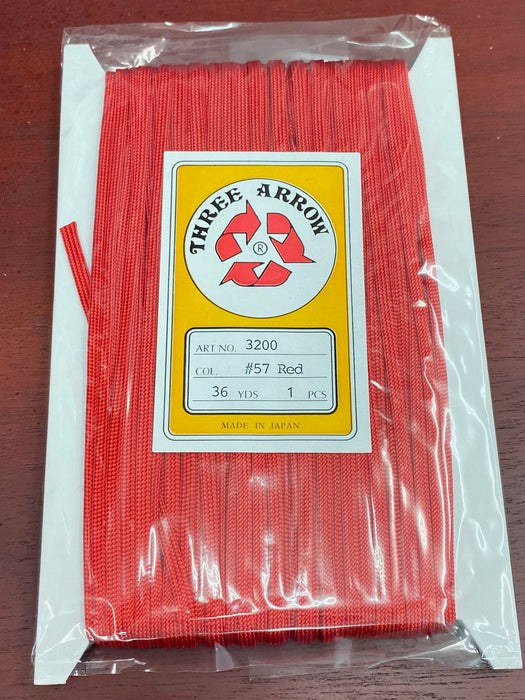 THREE ARROW
®
ART NO. 3200
COL. #57 Red
36 YDS 1 PCS
MADE IN JAPAN